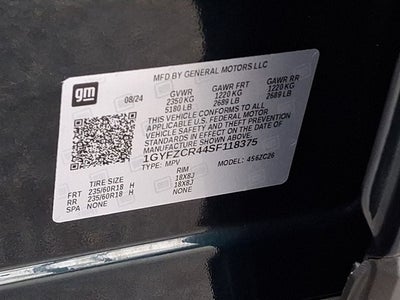 gm
MFD BY GENERAL MOTORS LLC
08/24 GVWR GAWR FRT GAWR RR
2350 KG 1220 KG 1220 KG
5180 LB 2689 LB 2689 LB
THIS VEHICLE CONFORMS TO ALL APPLICABLE U.S.
FEDERAL MOTOR VEHICLE SAFETY AND THEFT PREVENTION
STANDARDS IN EFFECT ON THE DATE OF
MANUFACTURE SHOWN ABOVE.
1GYFZCR44SF118375
TYPE: MPV MODEL: 4S6ZC26
TIRE SIZE RIM
FRT 235/60R18 H 18X8J
RR 235/60R18 H 18X8J
SPA NONE NONE